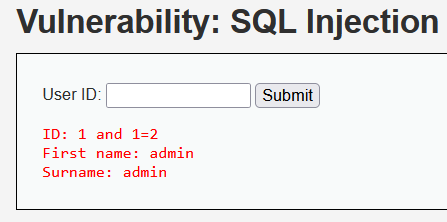 Vulnerability: SQL Injection
User ID: Submit
ID: 1 and 1=2
First name: admin
Surname: admin